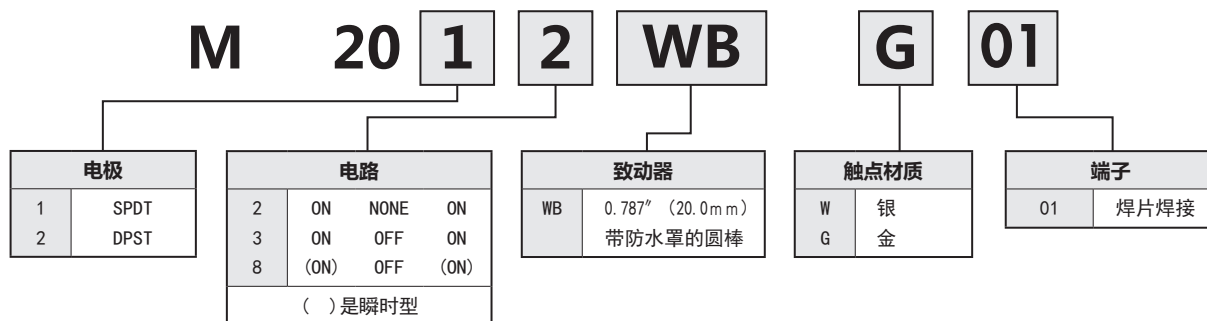 M 20 1 2 WB G 01
电极
1 SPDT
2 DPST
电路
2 ON NONE ON
3 ON OFF ON
8 (ON) OFF (ON)
( )是瞬时型
致动器
WB 0.787″ (20.0mm)
带防水罩的圆棒
触点材质
W 银
G 金
端子
01 焊片焊接